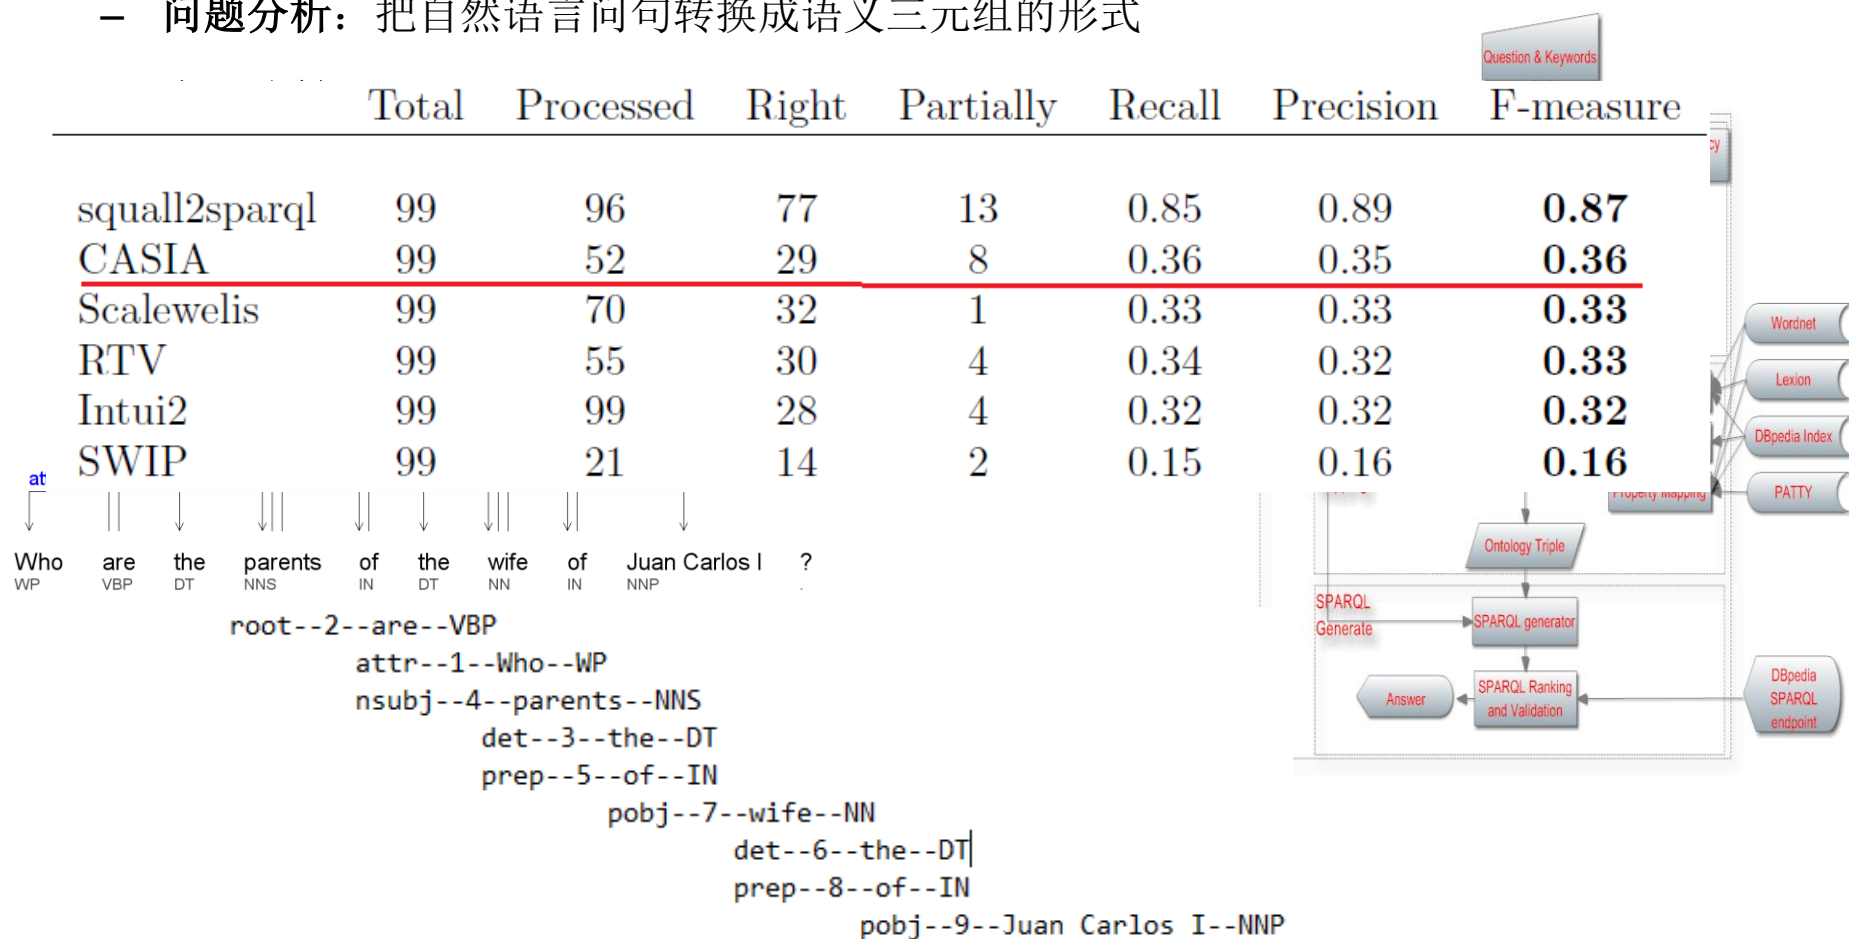 – 问题分析：把自然语言问句转换成语义三元组的形式
Question & Keywords
Total Processed Right Partially Recall Precision F-measure
squall2sparql 99 96 77 13 0.85 0.89 0.87
CASIA 99 52 29 8 0.36 0.35 0.36
Scalewelis 99 70 32 1 0.33 0.33 0.33
RTV 99 55 30 4 0.34 0.32 0.33
Intui2 99 99 28 4 0.32 0.32 0.32
SWIP 99 21 14 2 0.15 0.16 0.16
Wordnet
Lexion
DBpedia Index
PATTY
Property Mapping
Ontology Triple
SPARQL
Generate
SPARQL generator
SPARQL Ranking
and Validation
Answer
DBpedia
SPARQL
endpoint
Who are the parents of the wife of Juan Carlos I ?
WP VBP DT NNS IN DT NN IN NNP .
root--2--are--VBP
attr--1--Who--WP
nsubj--4--parents--NNS
det--3--the--DT
prep--5--of--IN
pobj--7--wife--NN
det--6--the--DT
prep--8--of--IN
pobj--9--Juan Carlos I--NNP